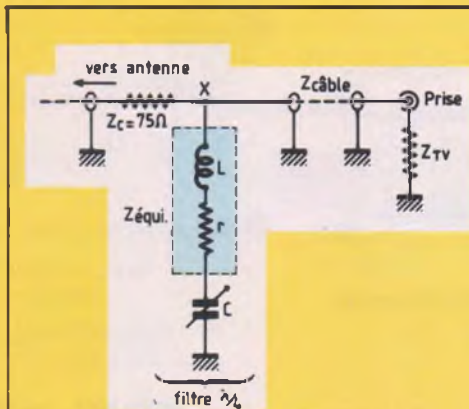 vers antenne
X
Zcâble
Prise
Zc=75Ω
ZTV
L
Zéqui.
r
C
filtre λ/4